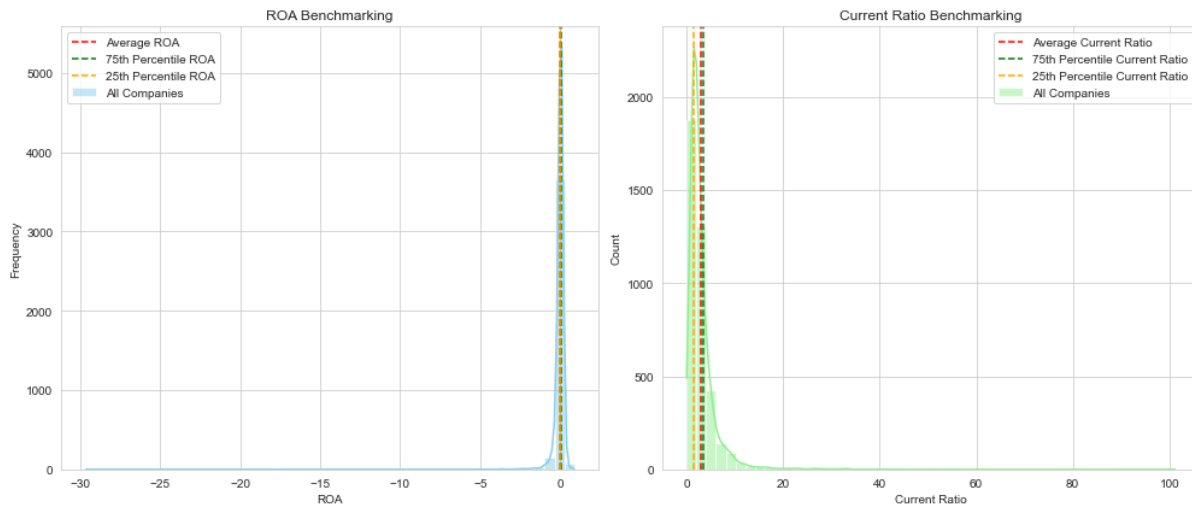 ROA Benchmarking
Average ROA
75th Percentile ROA
25th Percentile ROA
All Companies
Frequency
5000
4000
3000
2000
1000
0
−30
−25
−20
−15
−10
−5
0
ROA
Current Ratio Benchmarking
Average Current Ratio
75th Percentile Current Ratio
25th Percentile Current Ratio
All Companies
Count
2000
1500
1000
500
0
0
20
40
60
80
100
Current Ratio